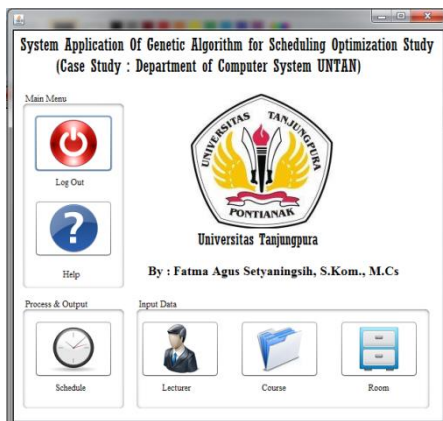 System Application Of Genetic Algorithm for Scheduling Optimization Study
(Case Study : Department of Computer System UNTAN)
Main Menu
Log Out
Help
UNIVERSITAS TANJUNGPURA
PONTIANAK
Universitas Tanjungpura
By : Fatma Agus Setyaningsih, S.Kom., M.Cs
Process & Output
Schedule
Input Data
Lecturer
Course
Room